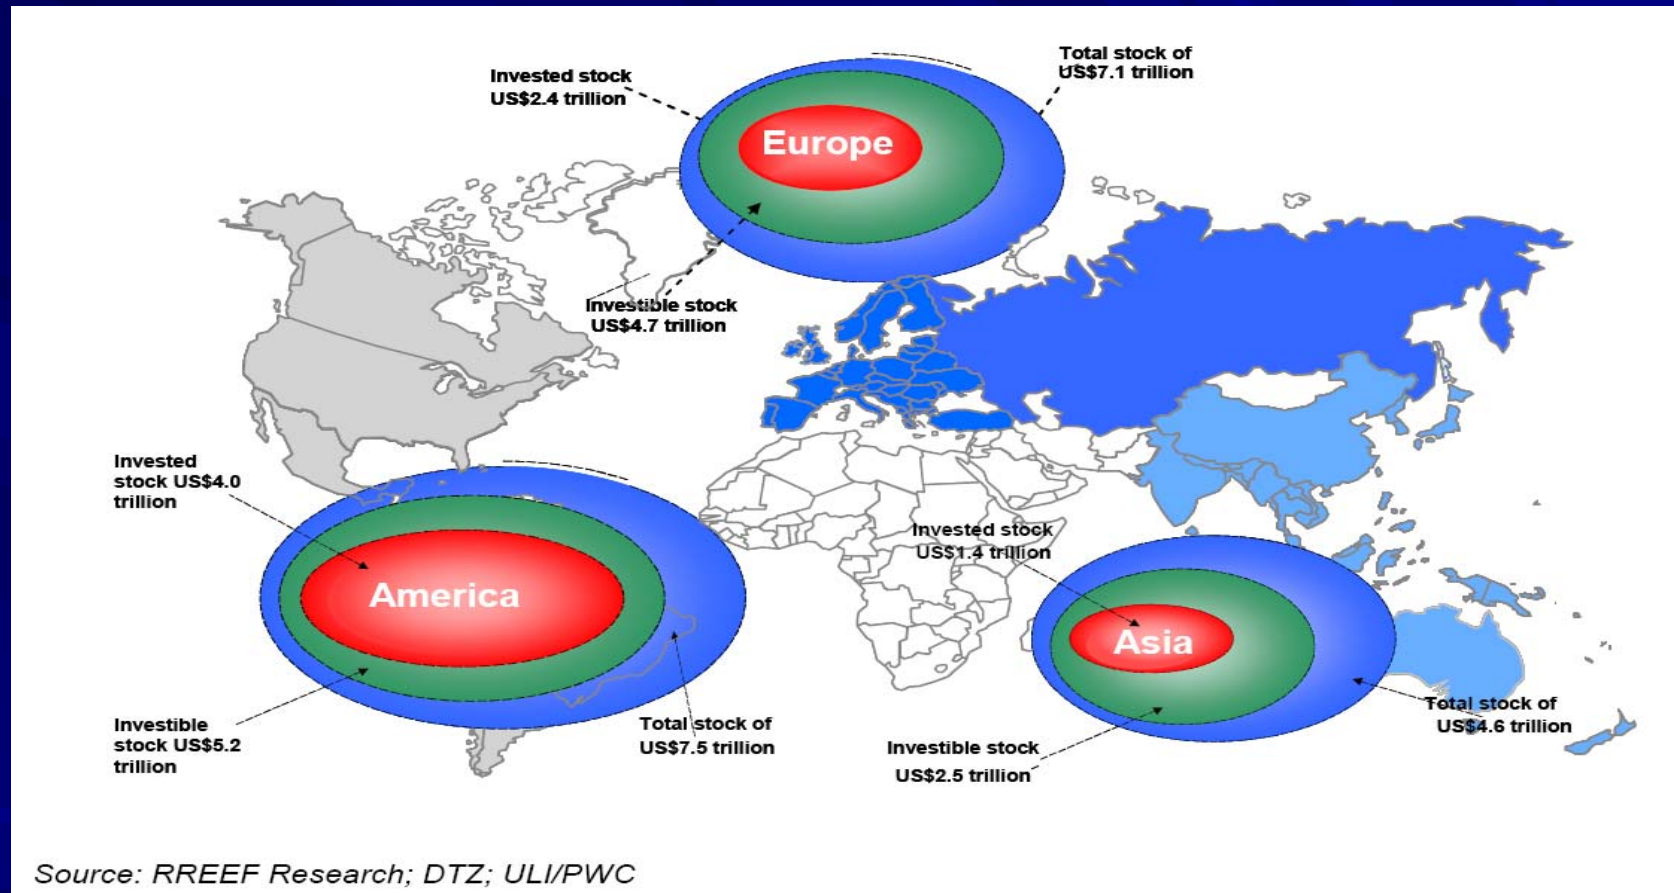 Invested stock
US$2.4 trillion
Total stock of
US$7.1 trillion
Europe
Investible stock
US$4.7 trillion
Invested
stock US$4.0
trillion
America
Investible
stock US$5.2
trillion
Total stock of
US$7.5 trillion
Invested stock
US$1.4 trillion
Asia
Investible stock
US$2.5 trillion
Total stock of
US$4.6 trillion
Source: RREEF Research; DTZ; ULI/PWC